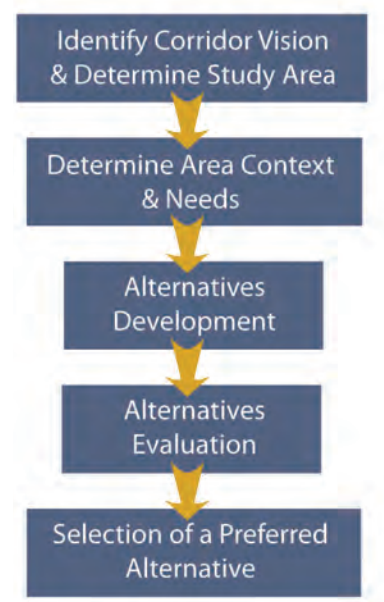 Identify Corridor Vision
& Determine Study Area
Determine Area Context
& Needs
Alternatives
Development
Alternatives
Evaluation
Selection of a Preferred
Alternative